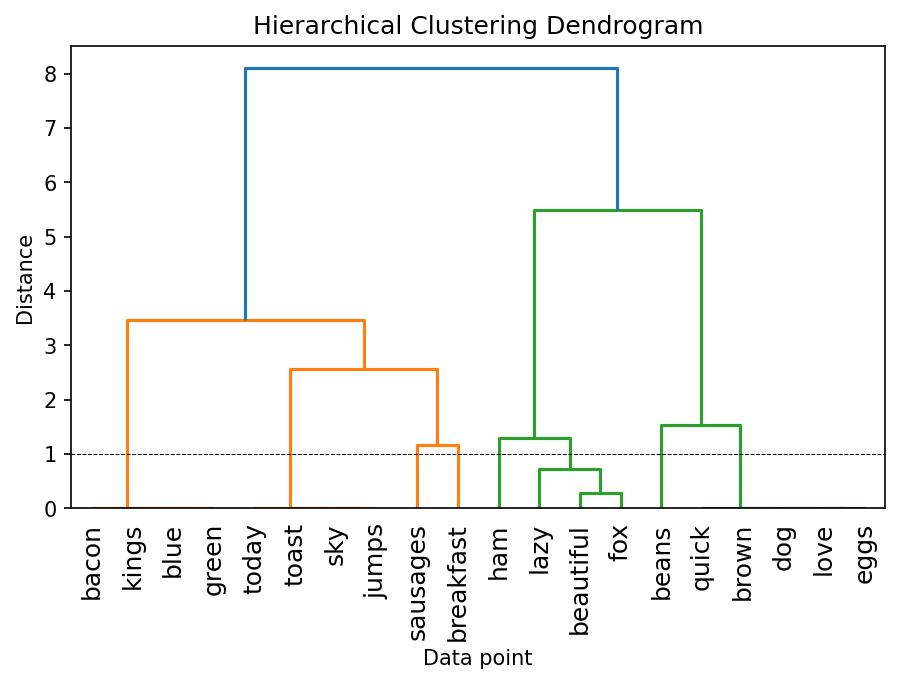 Hierarchical Clustering Dendrogram
8
7
6
5
4
3
2
1
0
Distance
bacon
kings
blue
green
today
toast
sky
jumps
sausages
breakfast
ham
lazy
beautiful
fox
beans
quick
brown
dog
love
eggs
Data point